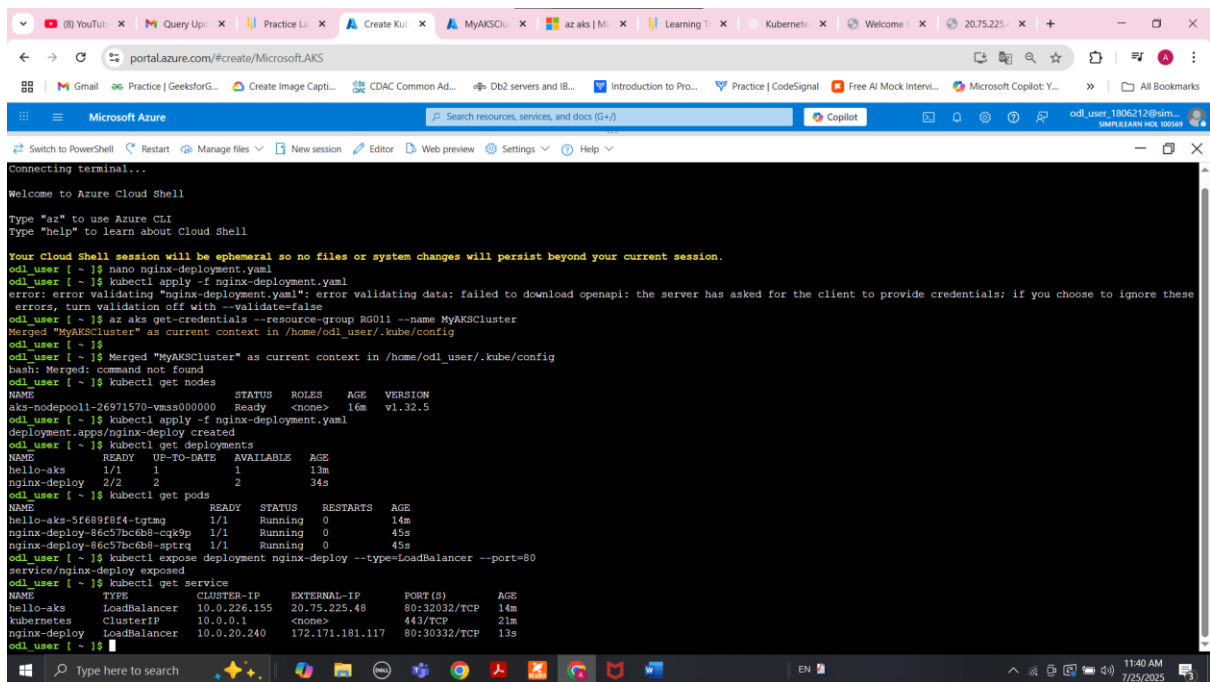 (8) YouTub
Query Upd
Practice La
Create Kub
MyAKSClus
az aks | Mi
Learning T
Kubernete
Welcome
20.75.225.
portal.azure.com/#create/Microsoft.AKS
Gmail
Practice | GeeksforG...
Create Image Capti...
CDAC Common Ad...
Db2 servers and IB...
Introduction to Pro...
Practice | CodeSignal
Free AI Mock Intervi...
Microsoft Copilot: Y...
All Bookmarks
Microsoft Azure
Search resources, services, and docs (G+/)
Copilot
odl_user_1806212@sim...
SIMPLILEARN HOL 100569
Switch to PowerShell Restart Manage files New session Editor Web preview Settings Help
Connecting terminal...
Welcome to Azure Cloud Shell
Type "az" to use Azure CLI
Type "help" to learn about Cloud Shell
Your Cloud Shell session will be ephemeral so no files or system changes will persist beyond your current session.
odl_user [ ~ ]$ nano nginx-deployment.yaml
odl_user [ ~ ]$ kubectl apply -f nginx-deployment.yaml
error: error validating "nginx-deployment.yaml": error validating data: failed to download openapi: the server has asked for the client to provide credentials; if you choose to ignore these
errors, turn validation off with --validate=false
odl_user [ ~ ]$ az aks get-credentials --resource-group RG011 --name MyAKSCluster
Merged "MyAKSCluster" as current context in /home/odl_user/.kube/config
odl_user [ ~ ]$
odl_user [ ~ ]$ Merged "MyAKSCluster" as current context in /home/odl_user/.kube/config
bash: Merged: command not found
odl_user [ ~ ]$ kubectl get nodes
NAME STATUS ROLES AGE VERSION
aks-nodepool1-26971570-vmss000000 Ready <none> 16m v1.32.5
odl_user [ ~ ]$ kubectl apply -f nginx-deployment.yaml
deployment.apps/nginx-deploy created
odl_user [ ~ ]$ kubectl get deployments
NAME READY UP-TO-DATE AVAILABLE AGE
hello-aks 1/1 1 1 13m
nginx-deploy 2/2 2 2 34s
odl_user [ ~ ]$ kubectl get pods
NAME READY STATUS RESTARTS AGE
hello-aks-5f689f8f4-tgtmg 1/1 Running 0 14m
nginx-deploy-86c57bc6b8-cqk9p 1/1 Running 0 45s
nginx-deploy-86c57bc6b8-sptrq 1/1 Running 0 45s
odl_user [ ~ ]$ kubectl expose deployment nginx-deploy --type=LoadBalancer --port=80
service/nginx-deploy exposed
odl_user [ ~ ]$ kubectl get service
NAME TYPE CLUSTER-IP EXTERNAL-IP PORT(S) AGE
hello-aks LoadBalancer 10.0.226.155 20.75.225.48 80:32032/TCP 14m
kubernetes ClusterIP 10.0.0.1 <none> 443/TCP 21m
nginx-deploy LoadBalancer 10.0.20.240 172.171.181.117 80:30332/TCP 13s
odl_user [ ~ ]$
Type here to search
EN
11:40 AM
7/25/2025